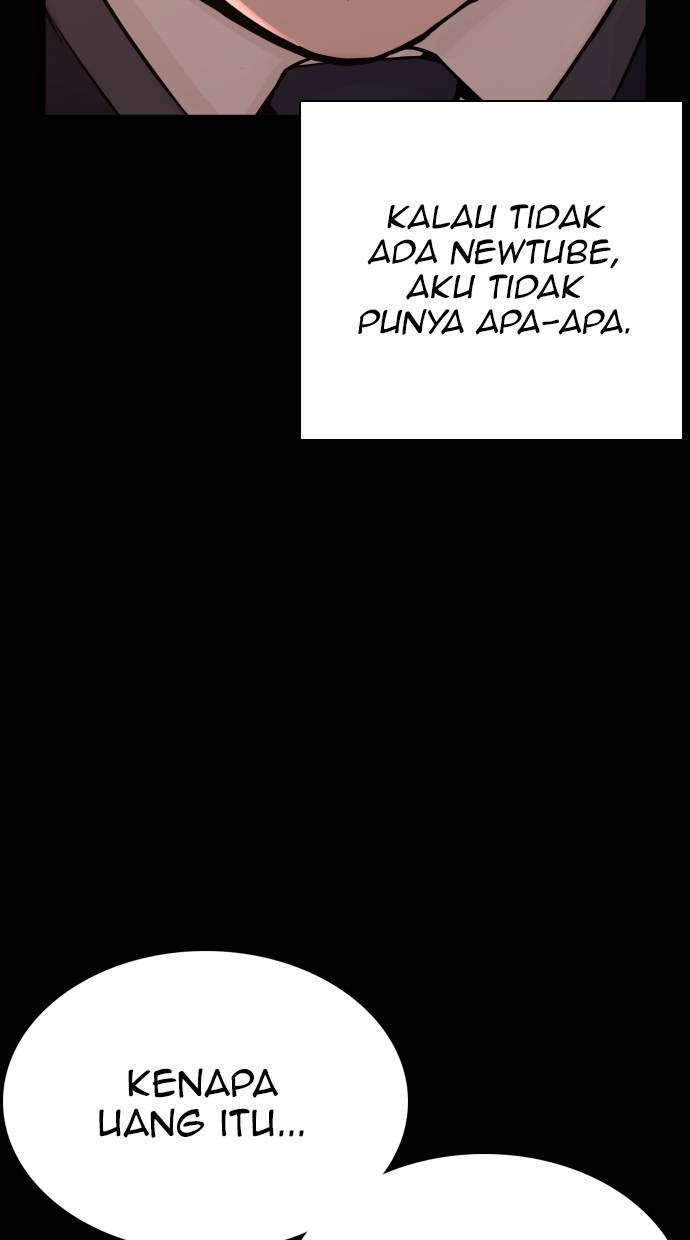 KALAU TIDAK
ADA NEWTUBE,
AKU TIDAK
PUNYA APA-APA.
KENAPA
UANG ITU...